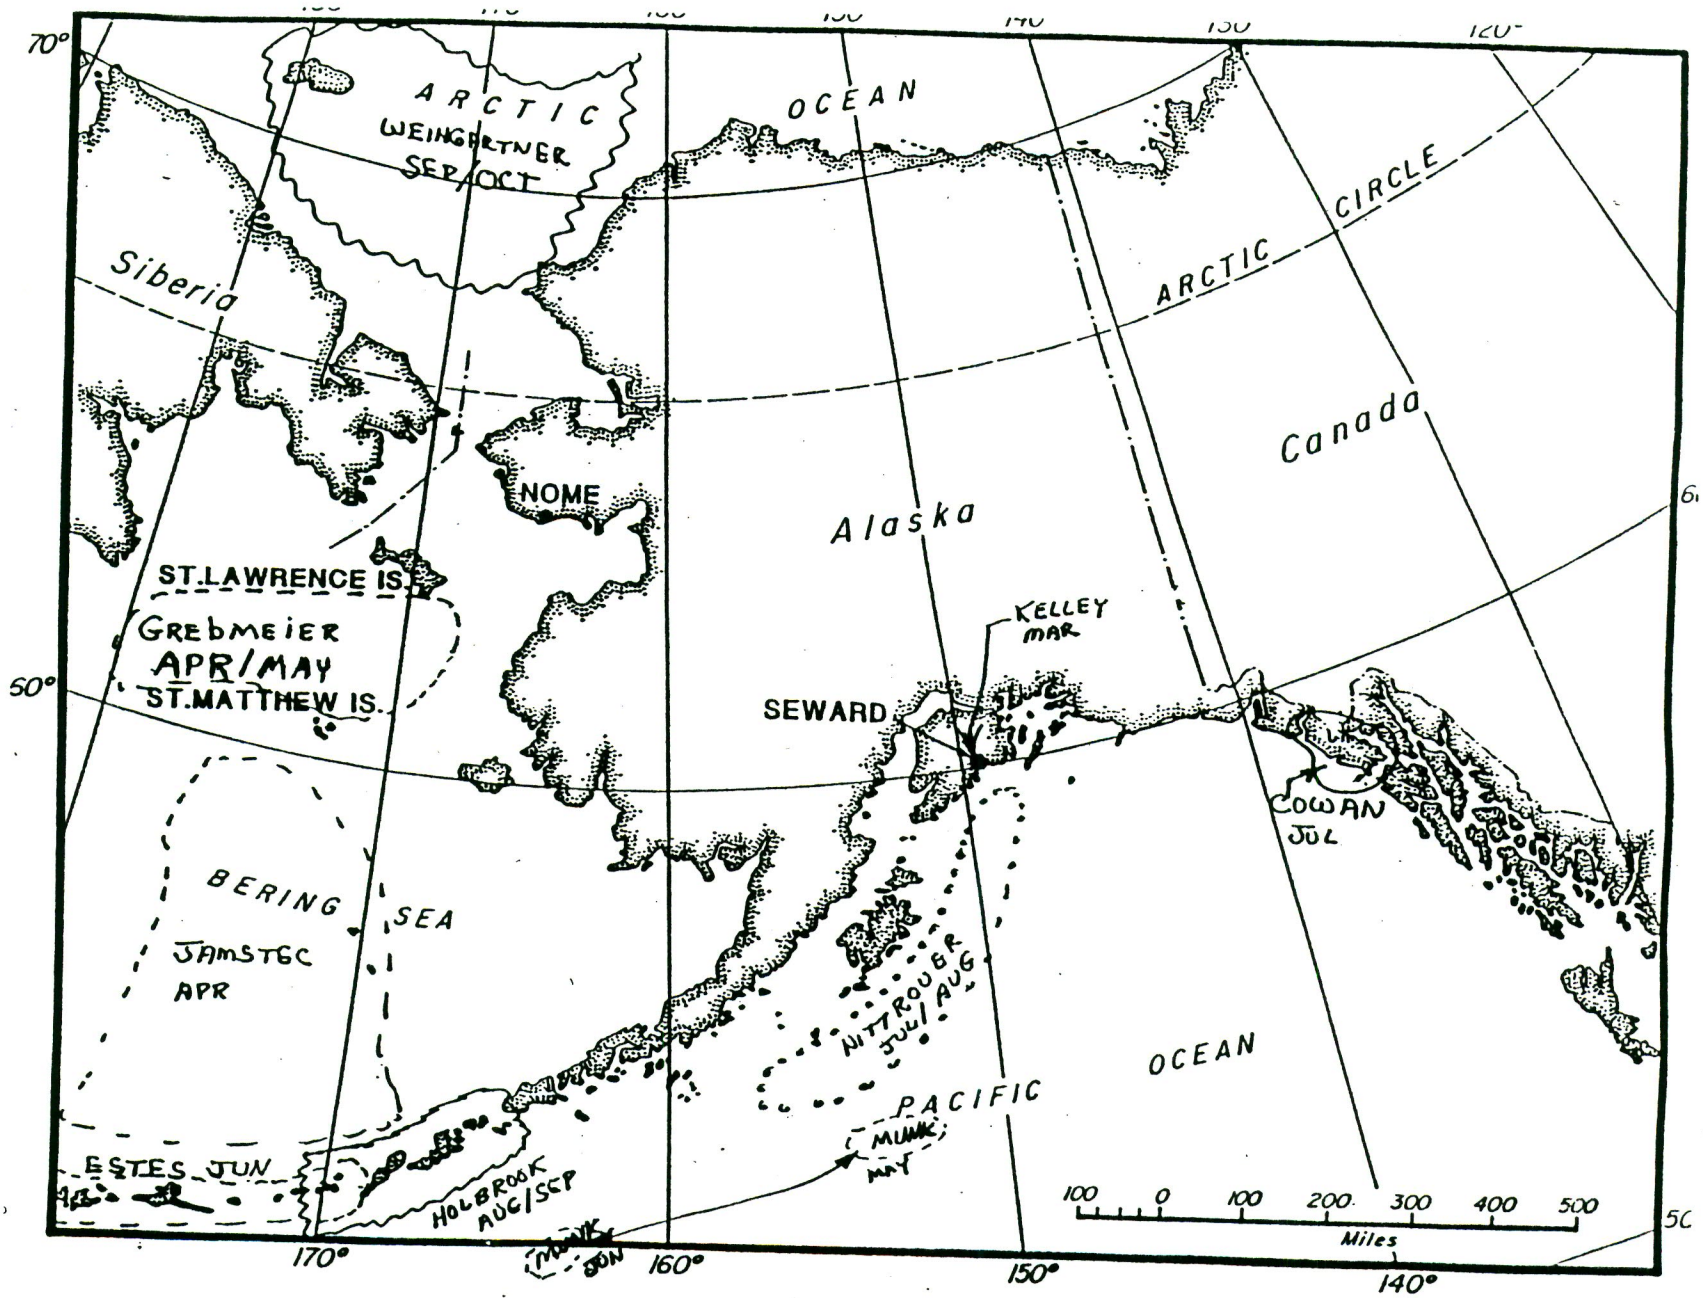 170
160
150
140
130
120°
70°
ARCTIC
OCEAN
WEINGARTNER
SEP/OCT
CIRCLE
ARCTIC
Siberia
Canada
NOME
Alaska
ST.LAWRENCE IS.
GREBMEIER
APR/MAY
ST.MATTHEW IS.
KELLEY
MAR
60°
SEWARD
COWAN
JUL
BERING
SEA
JAMSTEC
APR
NITTROUER
JUL/AUG
OCEAN
PACIFIC
MUNK
MAY
ESTES JUN
HOLBROOK
AUG/SEP
MUNK
JUN
100 0 100 200 300 400 500
Miles
50
170°
160°
150°
140°